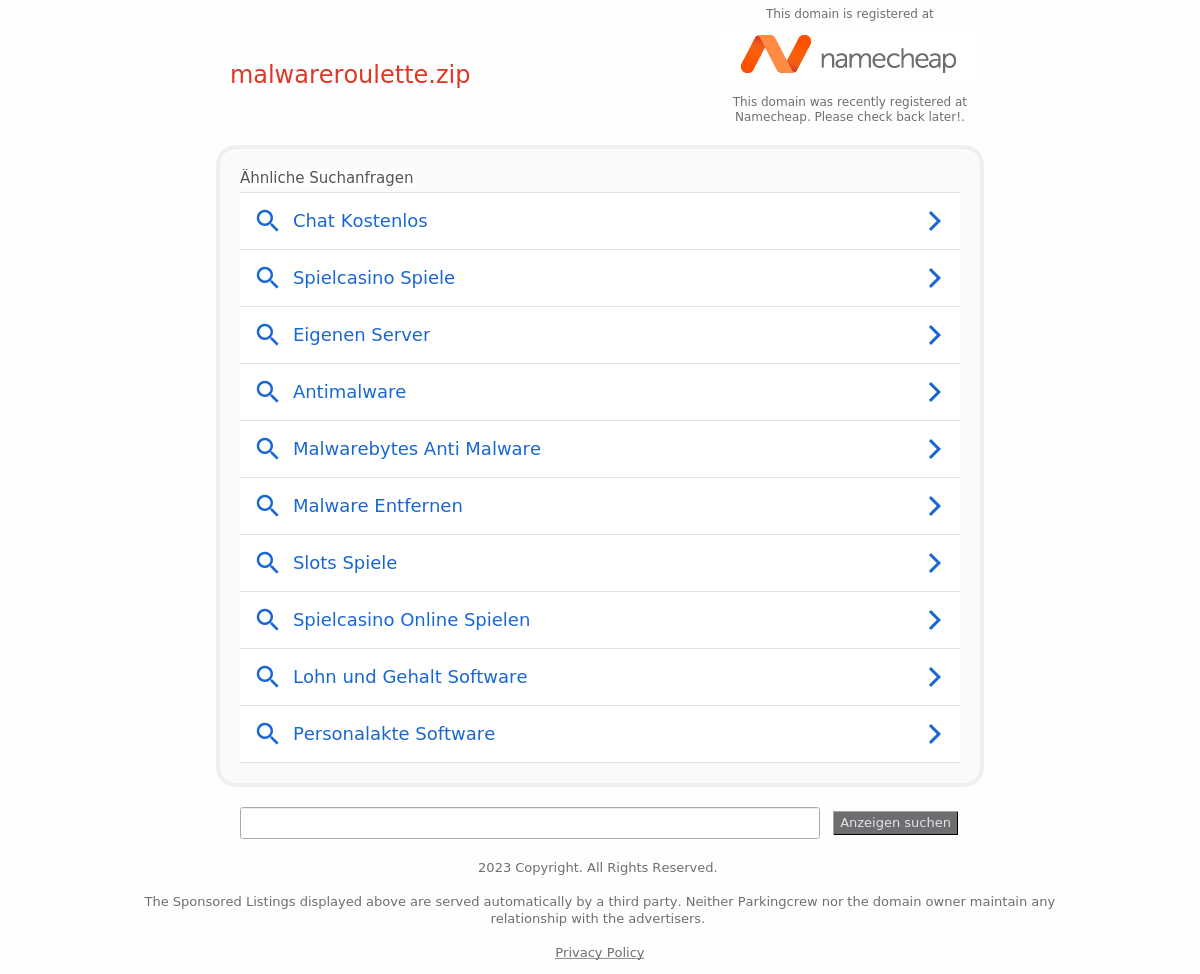 This domain is registered at
namecheap
malwareroulette.zip
This domain was recently registered at
Namecheap. Please check back later!.
Ähnliche Suchanfragen
Chat Kostenlos
Spielcasino Spiele
Eigenen Server
Antimalware
Malwarebytes Anti Malware
Malware Entfernen
Slots Spiele
Spielcasino Online Spielen
Lohn und Gehalt Software
Personalakte Software
Anzeigen suchen
2023 Copyright. All Rights Reserved.
The Sponsored Listings displayed above are served automatically by a third party. Neither Parkingcrew nor the domain owner maintain any
relationship with the advertisers.
Privacy Policy